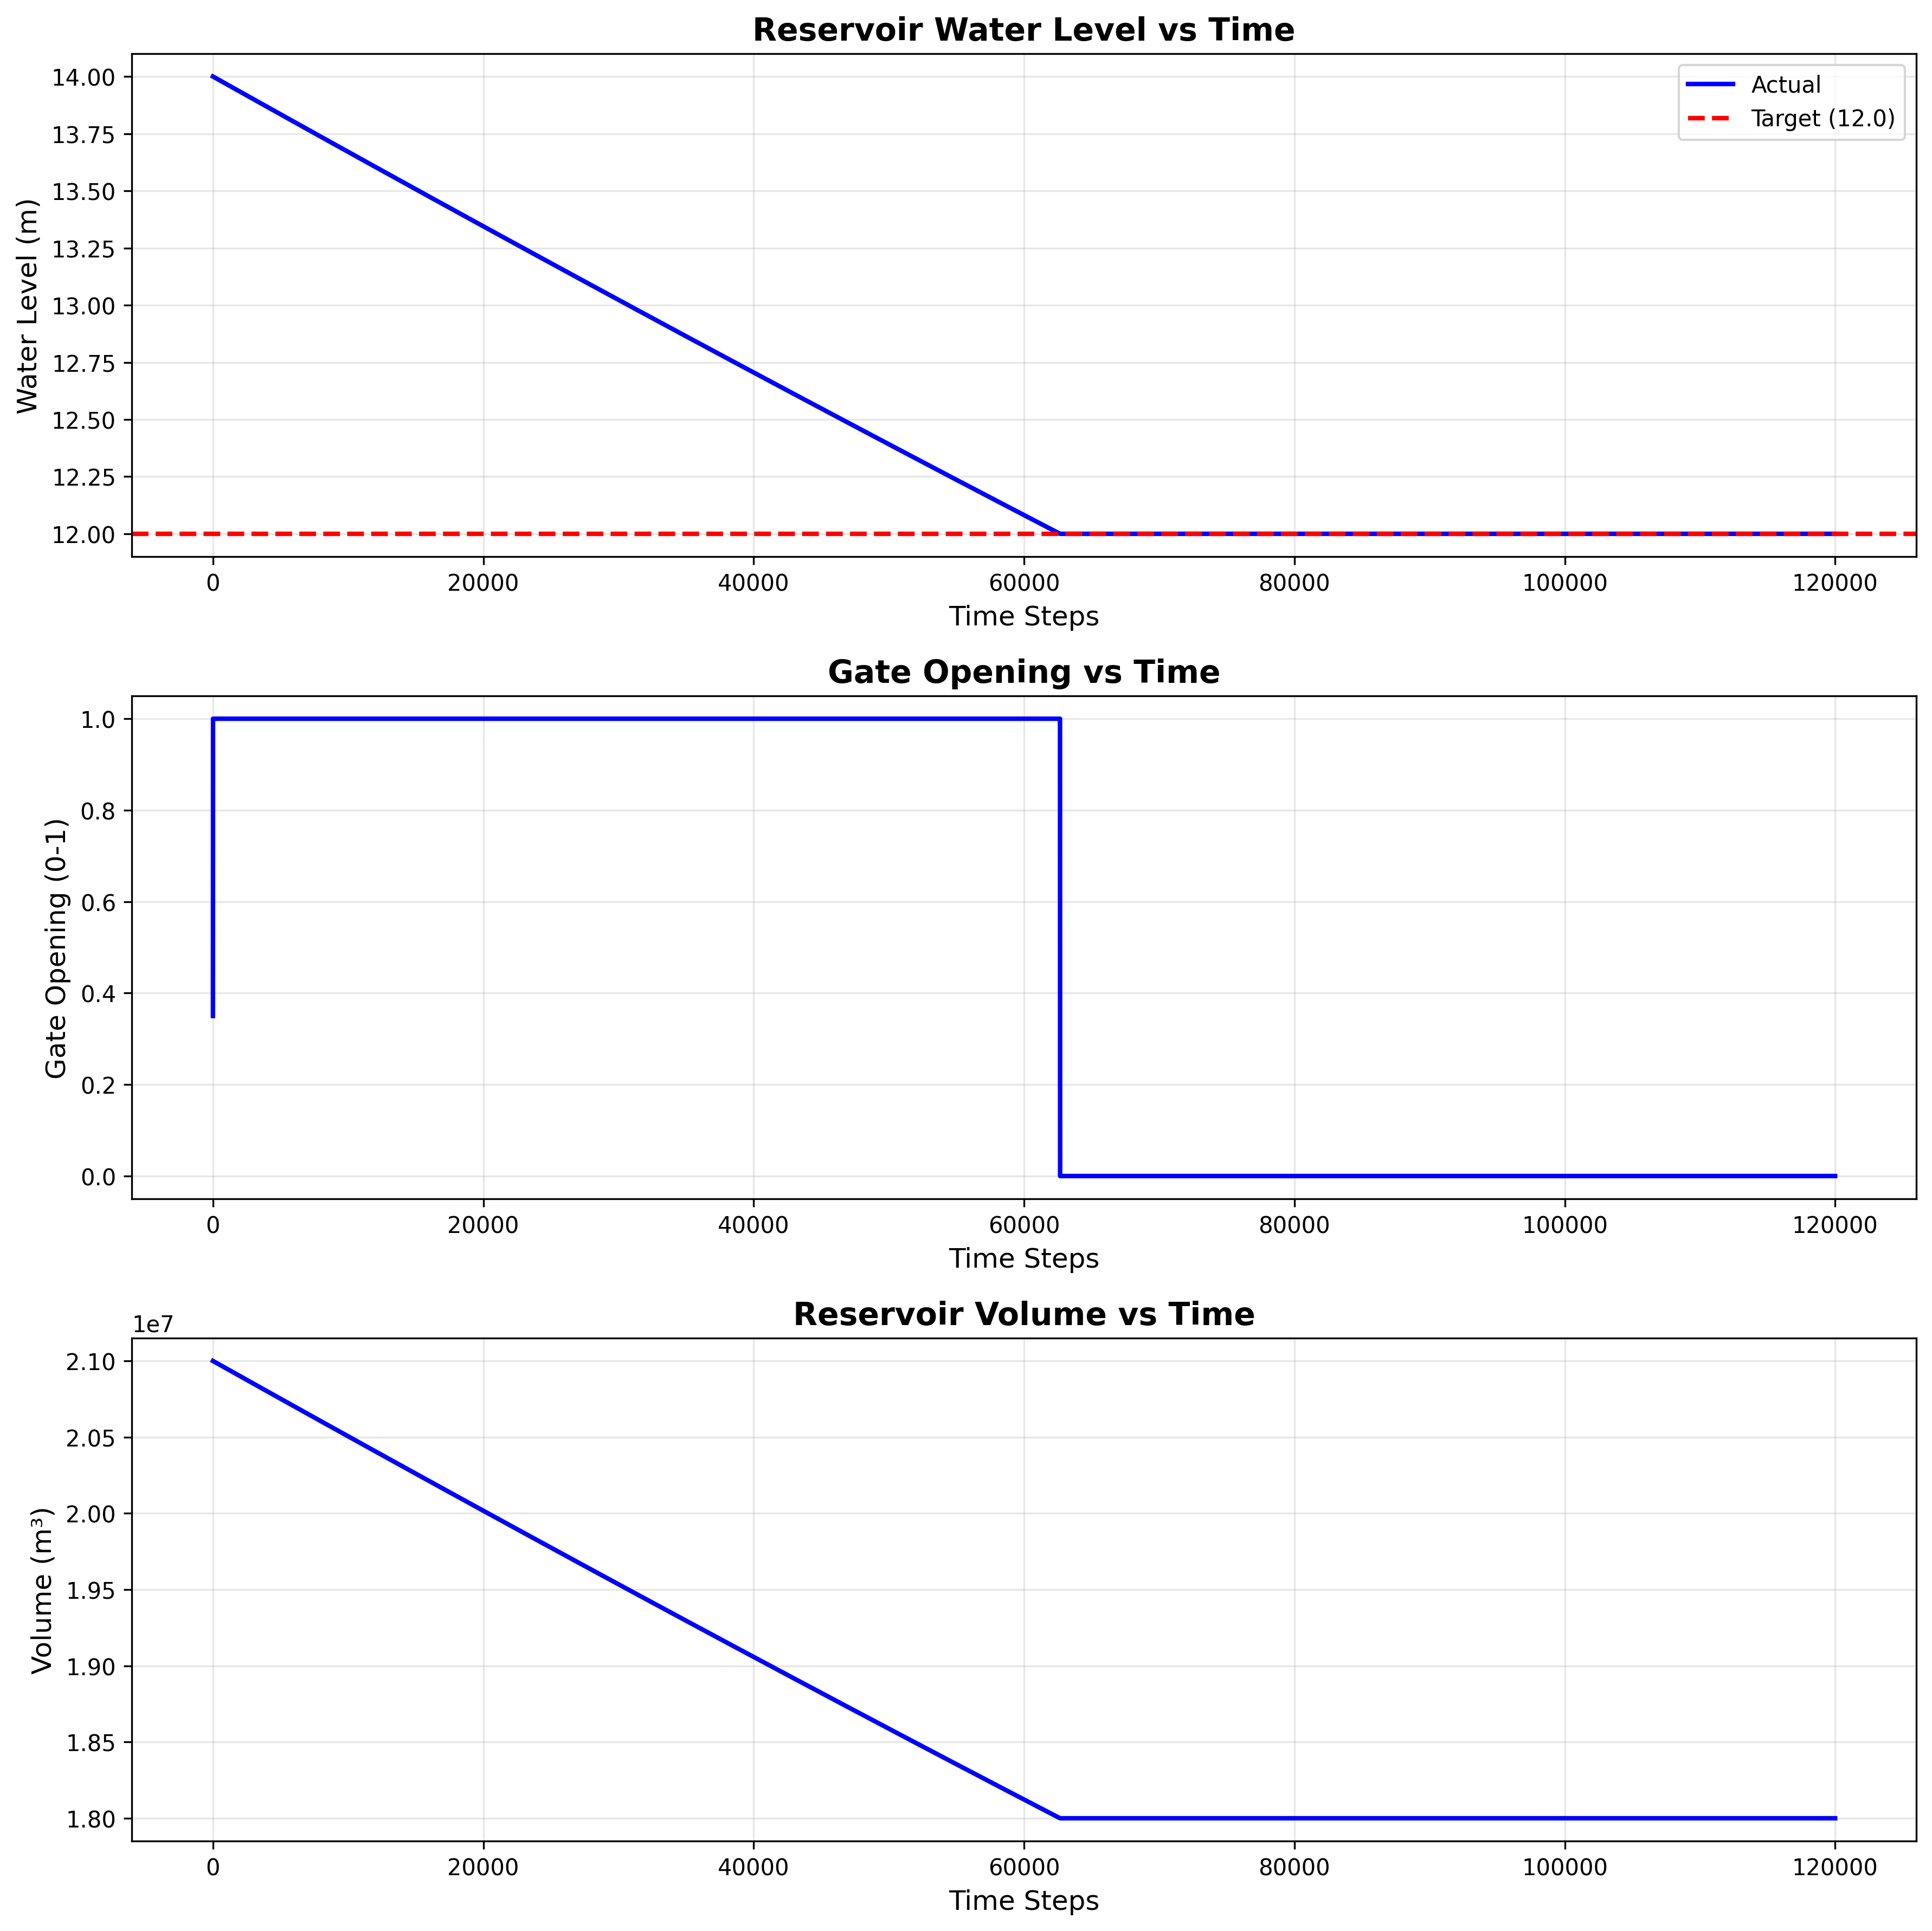 Reservoir Water Level vs Time
Water Level (m)
14.00
13.75
13.50
13.25
13.00
12.75
12.50
12.25
12.00
Actual
Target (12.0)
0 20000 40000 60000 80000 100000 120000
Time Steps
Gate Opening vs Time
Gate Opening (0-1)
1.0
0.8
0.6
0.4
0.2
0.0
0 20000 40000 60000 80000 100000 120000
Time Steps
Reservoir Volume vs Time
1e7
Volume (m³)
2.10
2.05
2.00
1.95
1.90
1.85
1.80
0 20000 40000 60000 80000 100000 120000
Time Steps